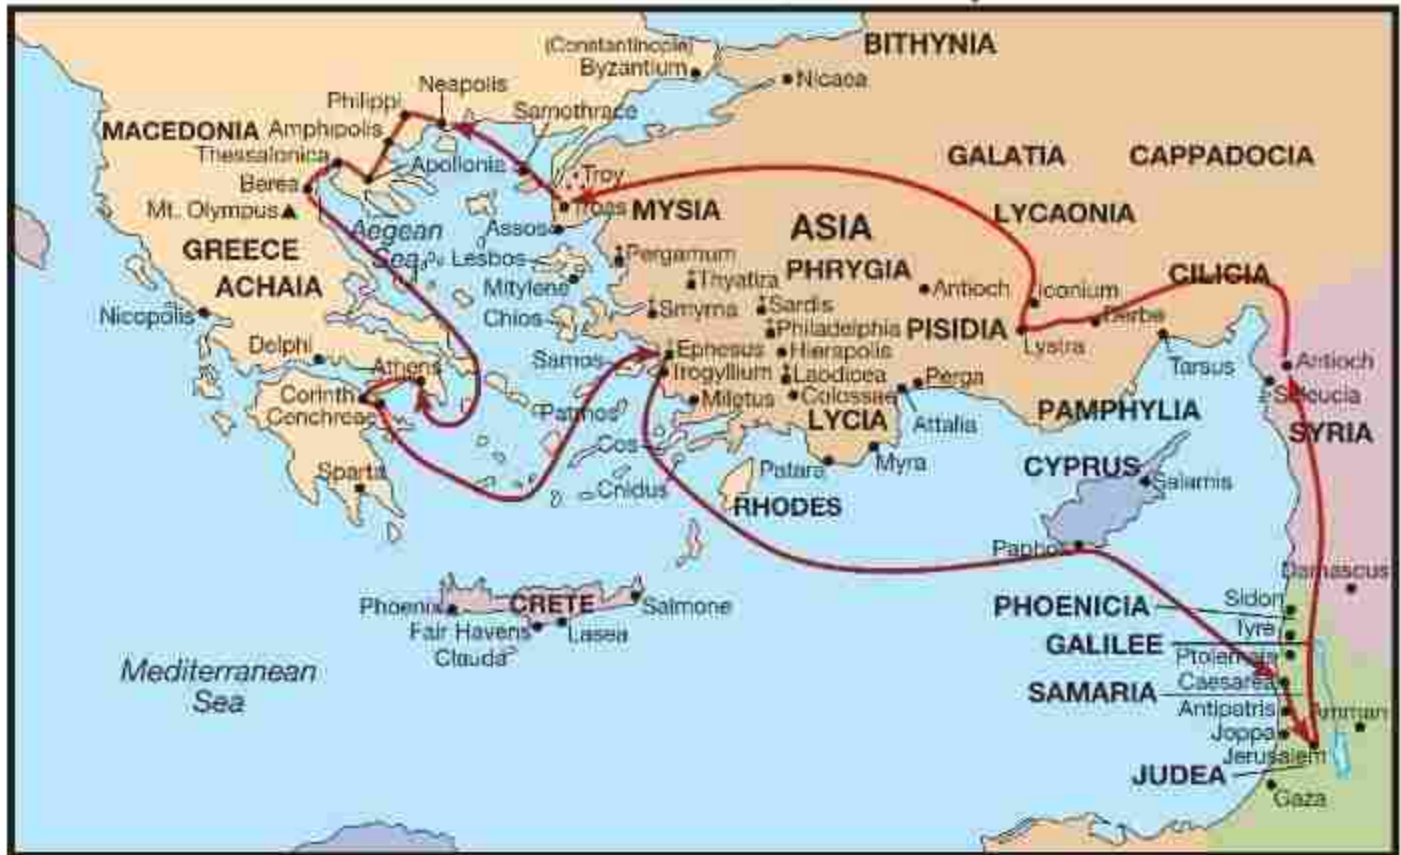 (Constantinople)
Byzantium
BITHYNIA
Nicaea
Neapolis
Philippi
Samothrace
MACEDONIA
Amphipolis
Thessalonica
Apollonia
GALATIA
CAPPADOCIA
Berea
Troy
Mt. Olympus
Troas
MYSIA
LYCAONIA
Aegean
Sea
Assos
ASIA
GREECE
Lesbos
Pergamum
PHRYGIA
ACHAIA
Mitylene
Thyatira
Antioch
Iconium
CILICIA
Nicopolis
Chios
Smyrna
Sardis
Philadelphia
PISIDIA
Derbe
Lystra
Delphi
Samos
Ephesus
Hierapolis
Athens
Trogyllium
Laodicea
Perga
Tarsus
Antioch
Corinth
Cenchreae
Patmos
Miletus
Colossae
Seleucia
LYCIA
Attalia
PAMPHYLIA
SYRIA
Cos
Sparta
Cnidus
Patara
Myra
CYPRUS
Salamis
RHODES
Paphos
Damascus
Phoenix
CRETE
Salmone
PHOENICIA
Sidon
Fair Havens
Lasea
Tyre
Clauda
GALILEE
Ptolemais
Mediterranean
Sea
Caesarea
SAMARIA
Antipatris
Amman
Joppa
Jerusalem
JUDEA
Gaza